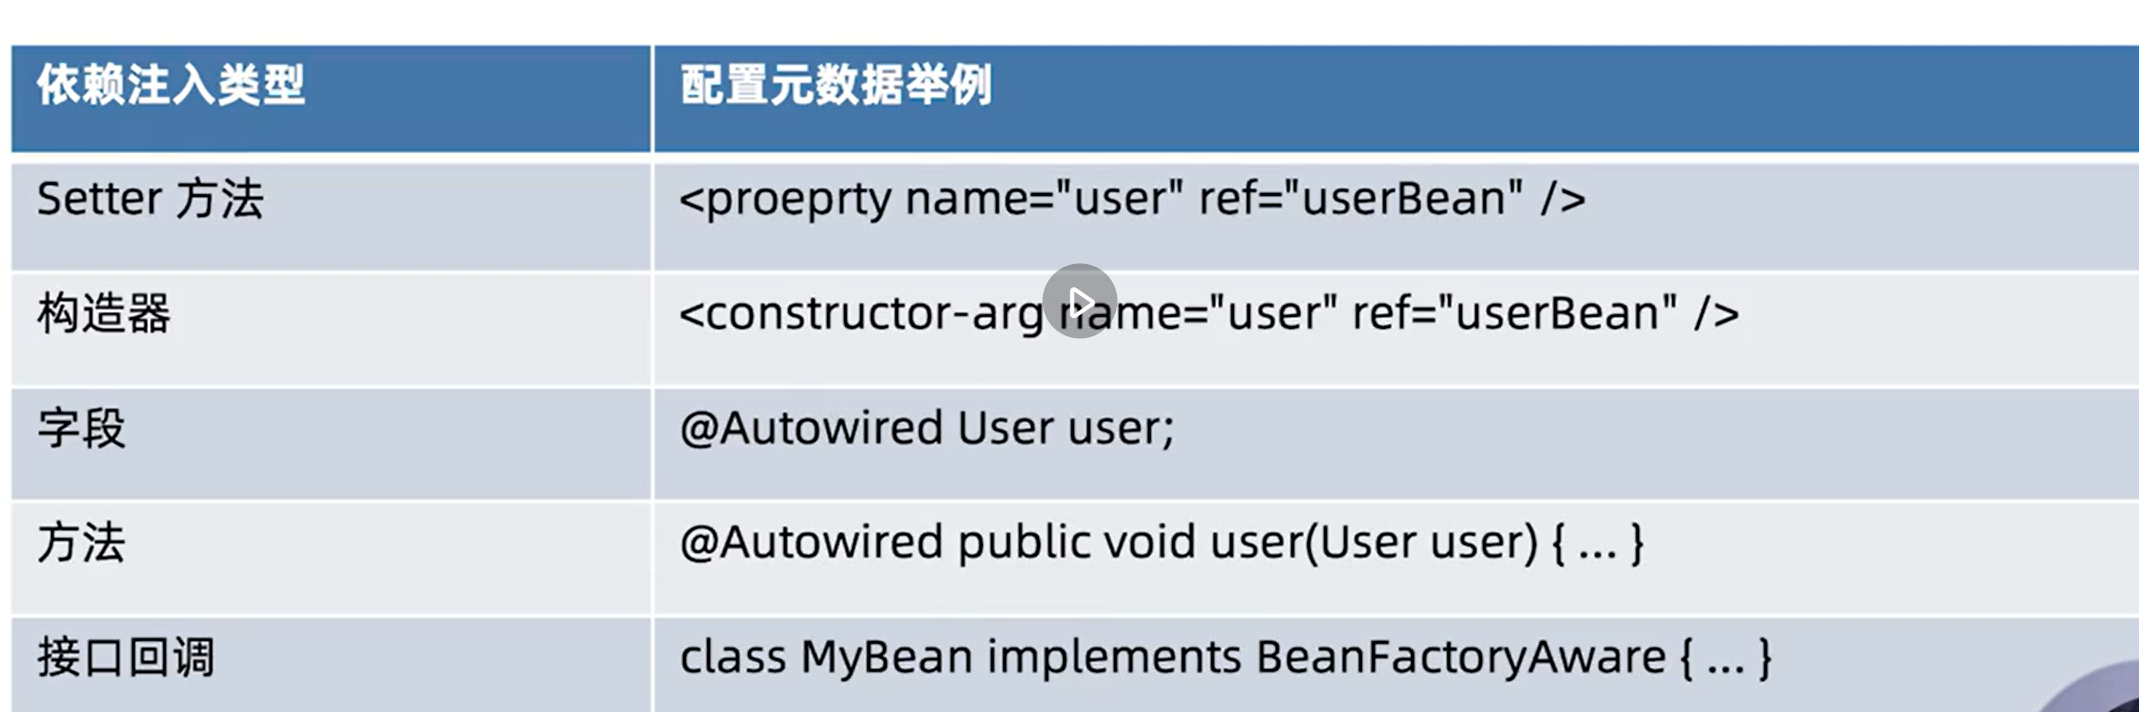 依赖注入类型 配置元数据举例
Setter 方法 <proeprty name="user" ref="userBean" />
构造器 <constructor-arg name="user" ref="userBean" />
字段 @Autowired User user;
方法 @Autowired public void user(User user) { ... }
接口回调 class MyBean implements BeanFactoryAware { ... }